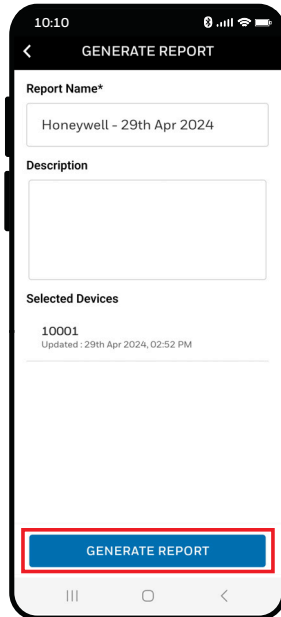 10:10
GENERATE REPORT
Report Name*
Honeywell - 29th Apr 2024
Description
Selected Devices
10001
Updated : 29th Apr 2024, 02:52 PM
GENERATE REPORT